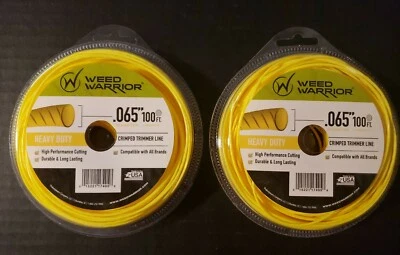 WEED
WARRIOR
.065" 100 FT.
HEAVY DUTY
CRIMPED TRIMMER LINE
High Performance Cutting
Durable & Long Lasting
Compatible with All Brands
USA
WEED
WARRIOR
.065" 100 FT.
HEAVY DUTY
CRIMPED TRIMMER LINE
High Performance Cutting
Durable & Long Lasting
Compatible with All Brands
USA